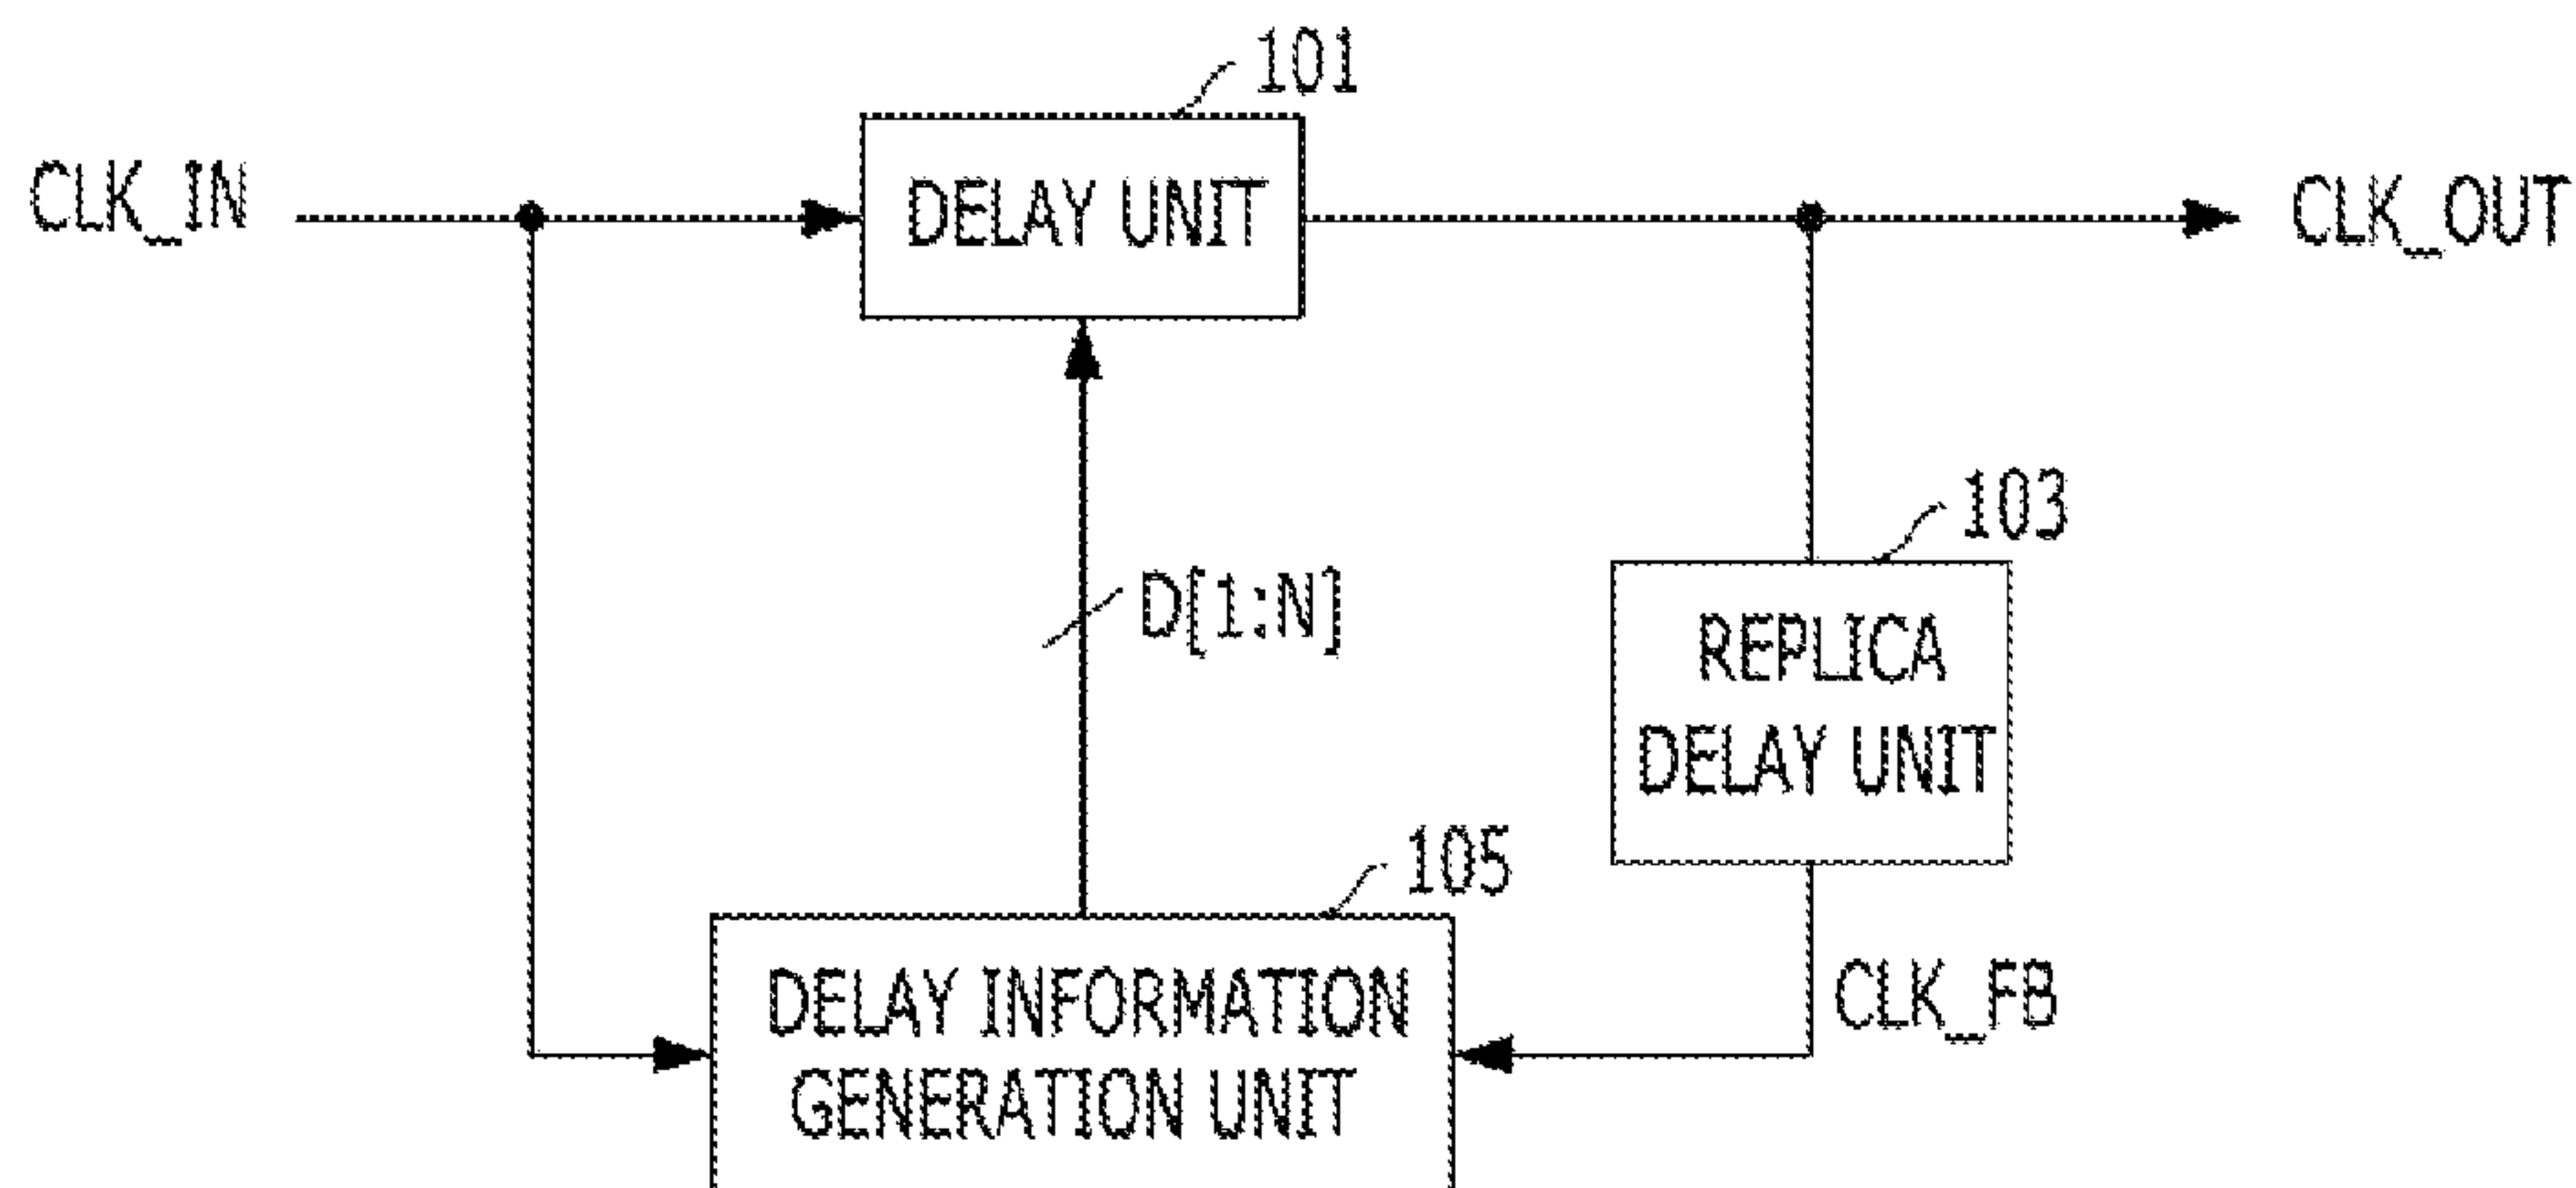 101
CLK_IN
DELAY UNIT
CLK_OUT
103
D[1:N]
REPLICA
DELAY UNIT
105
DELAY INFORMATION
GENERATION UNIT
CLK_FB